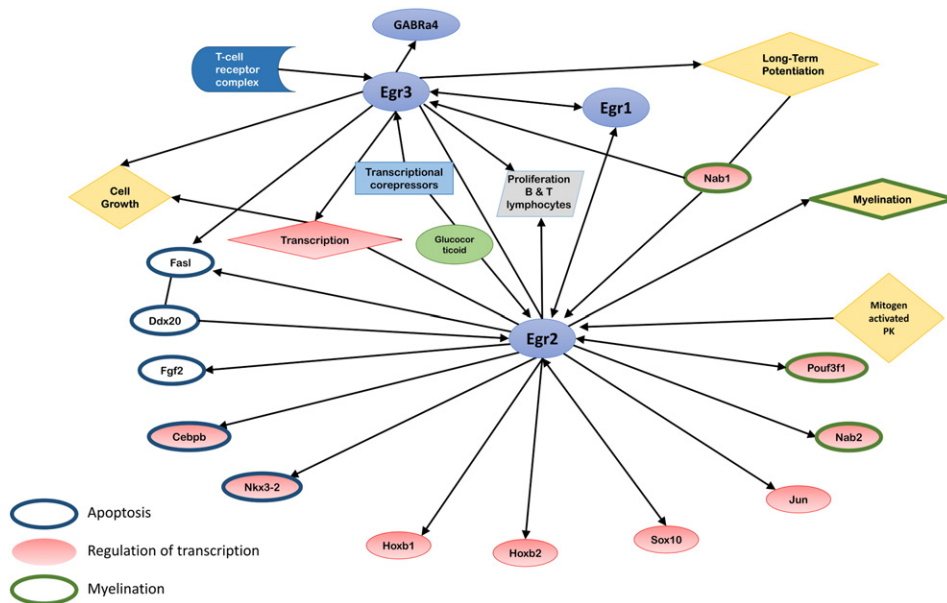 GABRa4
T-cell
receptor
complex
Long-Term
Potentiation
Egr3
Egr1
Transcriptional
corepressors
Proliferation
B & T
lymphocytes
Nab1
Cell
Growth
Myelination
Transcription
Glucocor
ticoid
Fasl
Ddx20
Mitogen
activated
PK
Egr2
Fgf2
Pouf3f1
Cebpb
Nab2
Nkx3-2
Jun
Hoxb1
Hoxb2
Sox10
Apoptosis
Regulation of transcription
Myelination